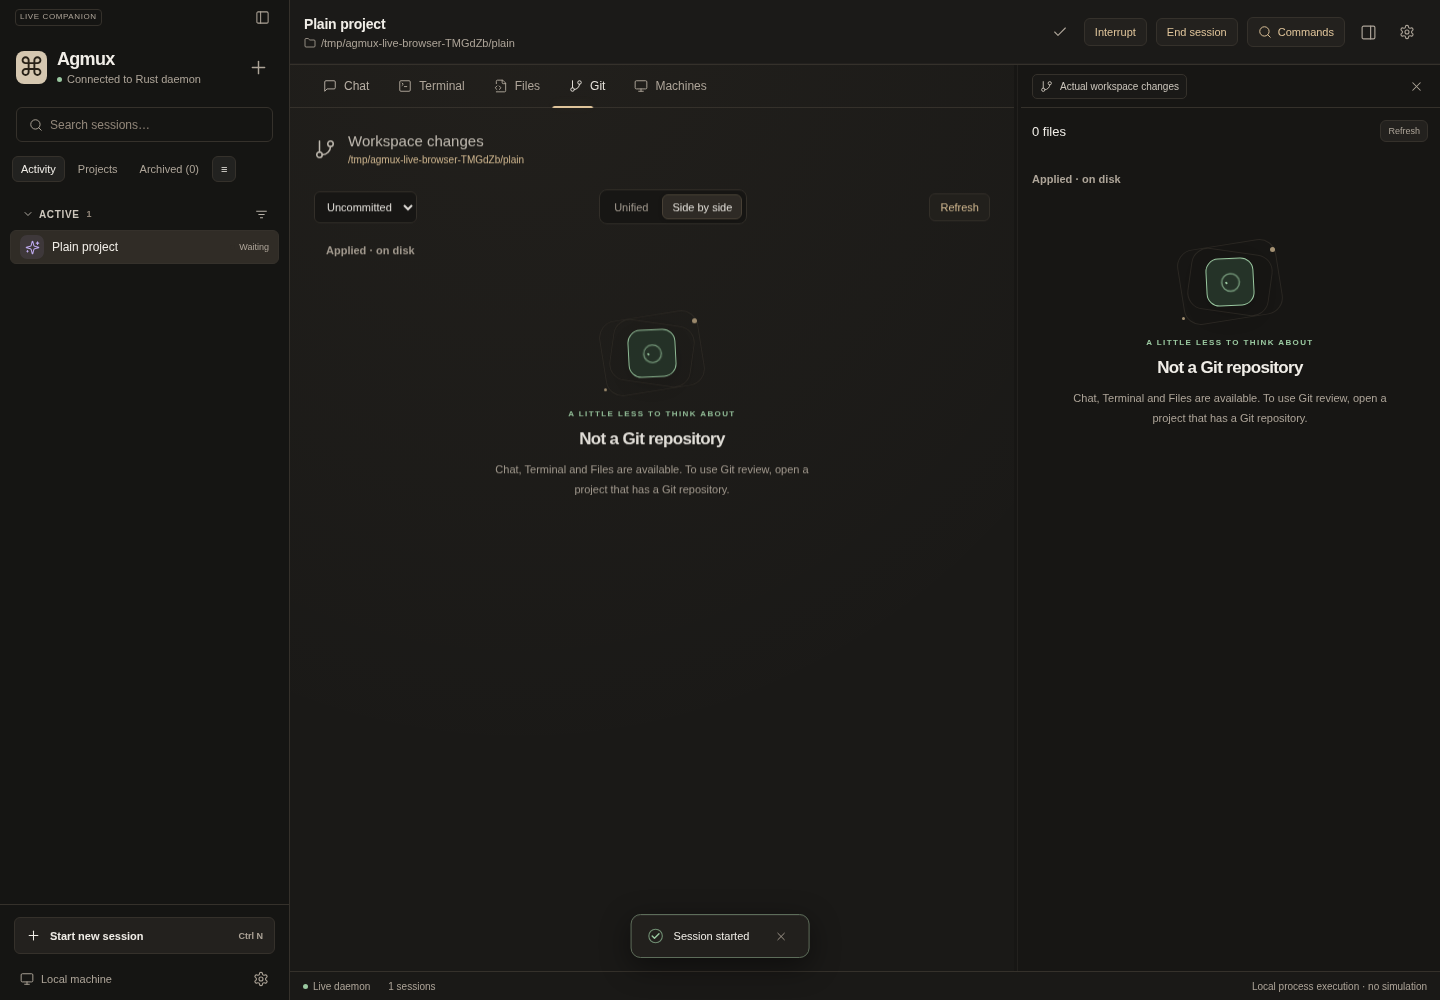 LIVE COMPANION
Agmux
Connected to Rust daemon
Search sessions…
Activity
Projects
Archived (0)
≡
ACTIVE 1
Plain project
Waiting
Start new session
Ctrl N
Local machine
Plain project
/tmp/agmux-live-browser-TMGdZb/plain
Interrupt
End session
Commands
Chat
Terminal
Files
Git
Machines
Workspace changes
/tmp/agmux-live-browser-TMGdZb/plain
Uncommitted
Unified
Side by side
Refresh
Applied · on disk
A LITTLE LESS TO THINK ABOUT
Not a Git repository
Chat, Terminal and Files are available. To use Git review, open a
project that has a Git repository.
Session started
Actual workspace changes
0 files
Refresh
Applied · on disk
A LITTLE LESS TO THINK ABOUT
Not a Git repository
Chat, Terminal and Files are available. To use Git review, open a
project that has a Git repository.
Live daemon
1 sessions
Local process execution · no simulation